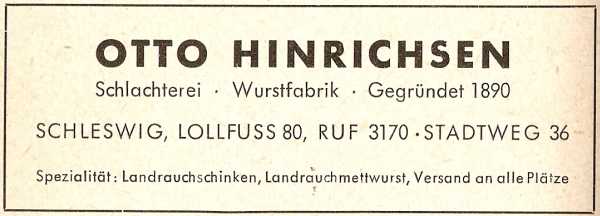 OTTO HINRICHSEN
Schlachterei · Wurstfabrik · Gegründet 1890
SCHLESWIG, LOLLFUSS 80, RUF 3170 · STADTWEG 36
Spezialität: Landrauchschinken, Landrauchmettwurst, Versand an alle Plätze